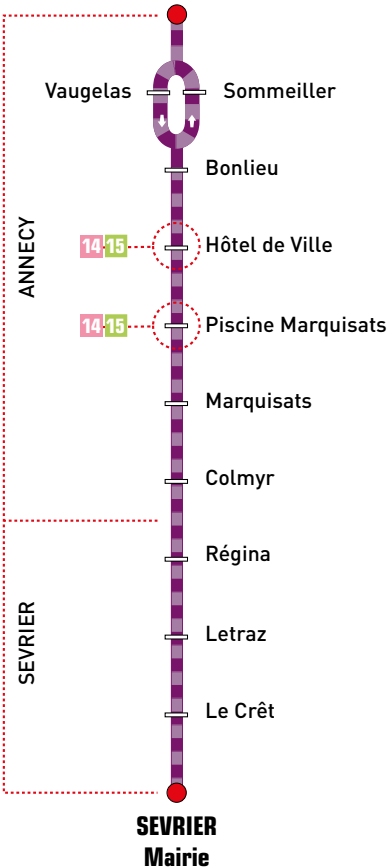 Vaugelas Sommeiller
Bonlieu
ANNECY
14 15 Hôtel de Ville
14 15 Piscine Marquisats
Marquisats
Colmyr
Régina
SEVRIER
Letraz
Le Crêt
SEVRIER
Mairie